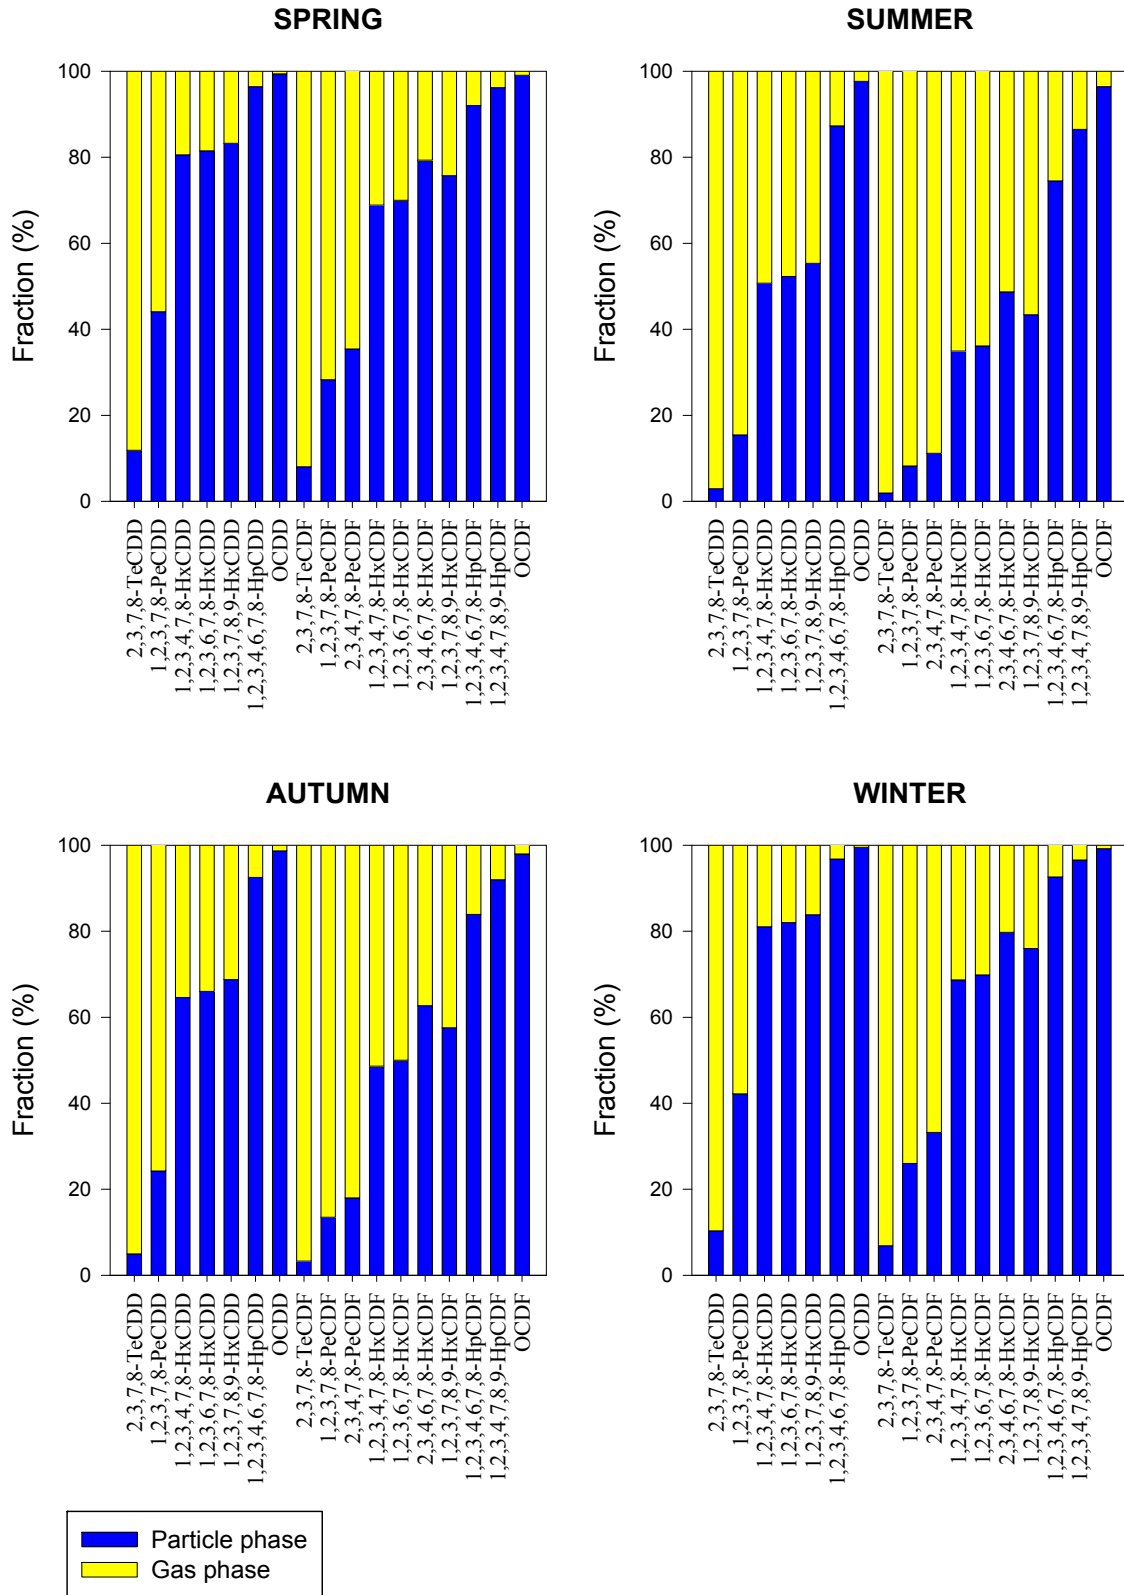 SPRING
Fraction (%)
100
80
60
40
20
0
2,3,7,8-TeCDD
1,2,3,7,8-PeCDD
1,2,3,4,7,8-HxCDD
1,2,3,6,7,8-HxCDD
1,2,3,7,8,9-HxCDD
1,2,3,4,6,7,8-HpCDD
OCDD
2,3,7,8-TeCDF
1,2,3,7,8-PeCDF
2,3,4,7,8-PeCDF
1,2,3,4,7,8-HxCDF
1,2,3,6,7,8-HxCDF
2,3,4,6,7,8-HxCDF
1,2,3,7,8,9-HxCDF
1,2,3,4,6,7,8-HpCDF
1,2,3,4,7,8,9-HpCDF
OCDF
SUMMER
Fraction (%)
100
80
60
40
20
0
2,3,7,8-TeCDD
1,2,3,7,8-PeCDD
1,2,3,4,7,8-HxCDD
1,2,3,6,7,8-HxCDD
1,2,3,7,8,9-HxCDD
1,2,3,4,6,7,8-HpCDD
OCDD
2,3,7,8-TeCDF
1,2,3,7,8-PeCDF
2,3,4,7,8-PeCDF
1,2,3,4,7,8-HxCDF
1,2,3,6,7,8-HxCDF
2,3,4,6,7,8-HxCDF
1,2,3,7,8,9-HxCDF
1,2,3,4,6,7,8-HpCDF
1,2,3,4,7,8,9-HpCDF
OCDF
AUTUMN
Fraction (%)
100
80
60
40
20
0
2,3,7,8-TeCDD
1,2,3,7,8-PeCDD
1,2,3,4,7,8-HxCDD
1,2,3,6,7,8-HxCDD
1,2,3,7,8,9-HxCDD
1,2,3,4,6,7,8-HpCDD
OCDD
2,3,7,8-TeCDF
1,2,3,7,8-PeCDF
2,3,4,7,8-PeCDF
1,2,3,4,7,8-HxCDF
1,2,3,6,7,8-HxCDF
2,3,4,6,7,8-HxCDF
1,2,3,7,8,9-HxCDF
1,2,3,4,6,7,8-HpCDF
1,2,3,4,7,8,9-HpCDF
OCDF
WINTER
Fraction (%)
100
80
60
40
20
0
2,3,7,8-TeCDD
1,2,3,7,8-PeCDD
1,2,3,4,7,8-HxCDD
1,2,3,6,7,8-HxCDD
1,2,3,7,8,9-HxCDD
1,2,3,4,6,7,8-HpCDD
OCDD
2,3,7,8-TeCDF
1,2,3,7,8-PeCDF
2,3,4,7,8-PeCDF
1,2,3,4,7,8-HxCDF
1,2,3,6,7,8-HxCDF
2,3,4,6,7,8-HxCDF
1,2,3,7,8,9-HxCDF
1,2,3,4,6,7,8-HpCDF
1,2,3,4,7,8,9-HpCDF
OCDF
Particle phase
Gas phase